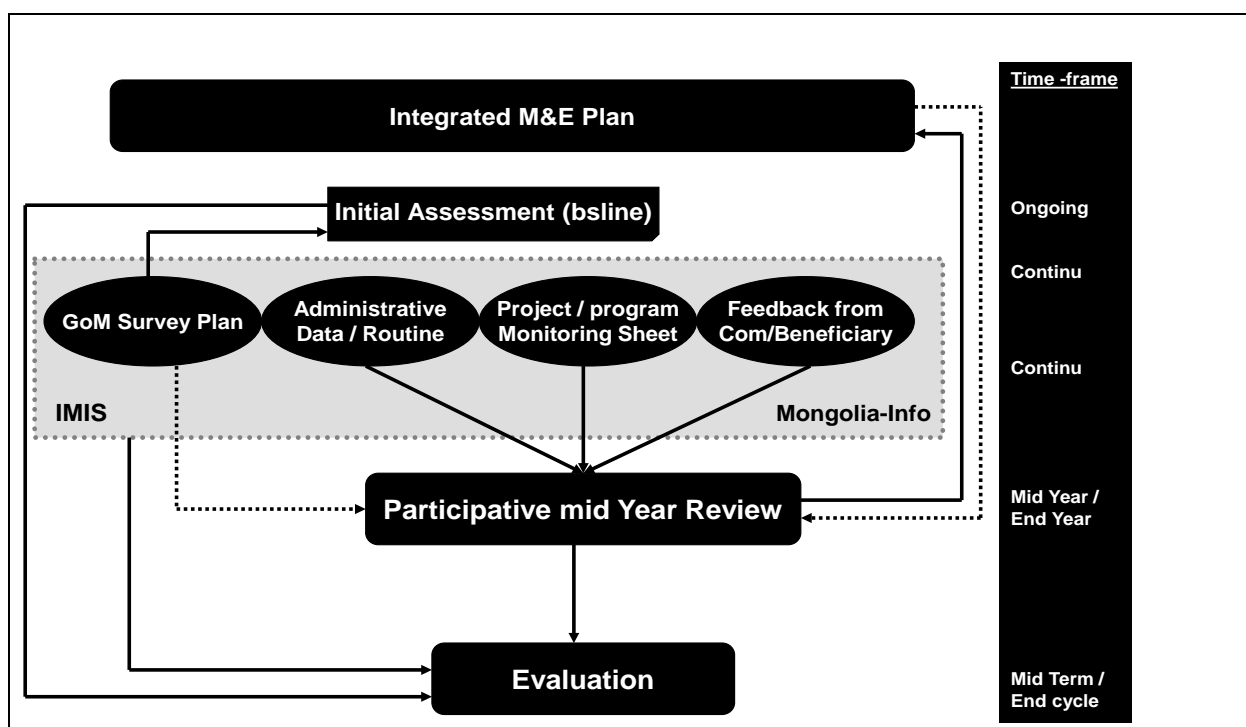 Time -frame
Integrated M&E Plan
Initial Assessment (bsline)
Ongoing
Continu
GoM Survey Plan
Administrative
Data / Routine
Project / program
Monitoring Sheet
Feedback from
Com/Beneficiary
Continu
IMIS
Mongolia-Info
Participative mid Year Review
Mid Year /
End Year
Evaluation
Mid Term /
End cycle